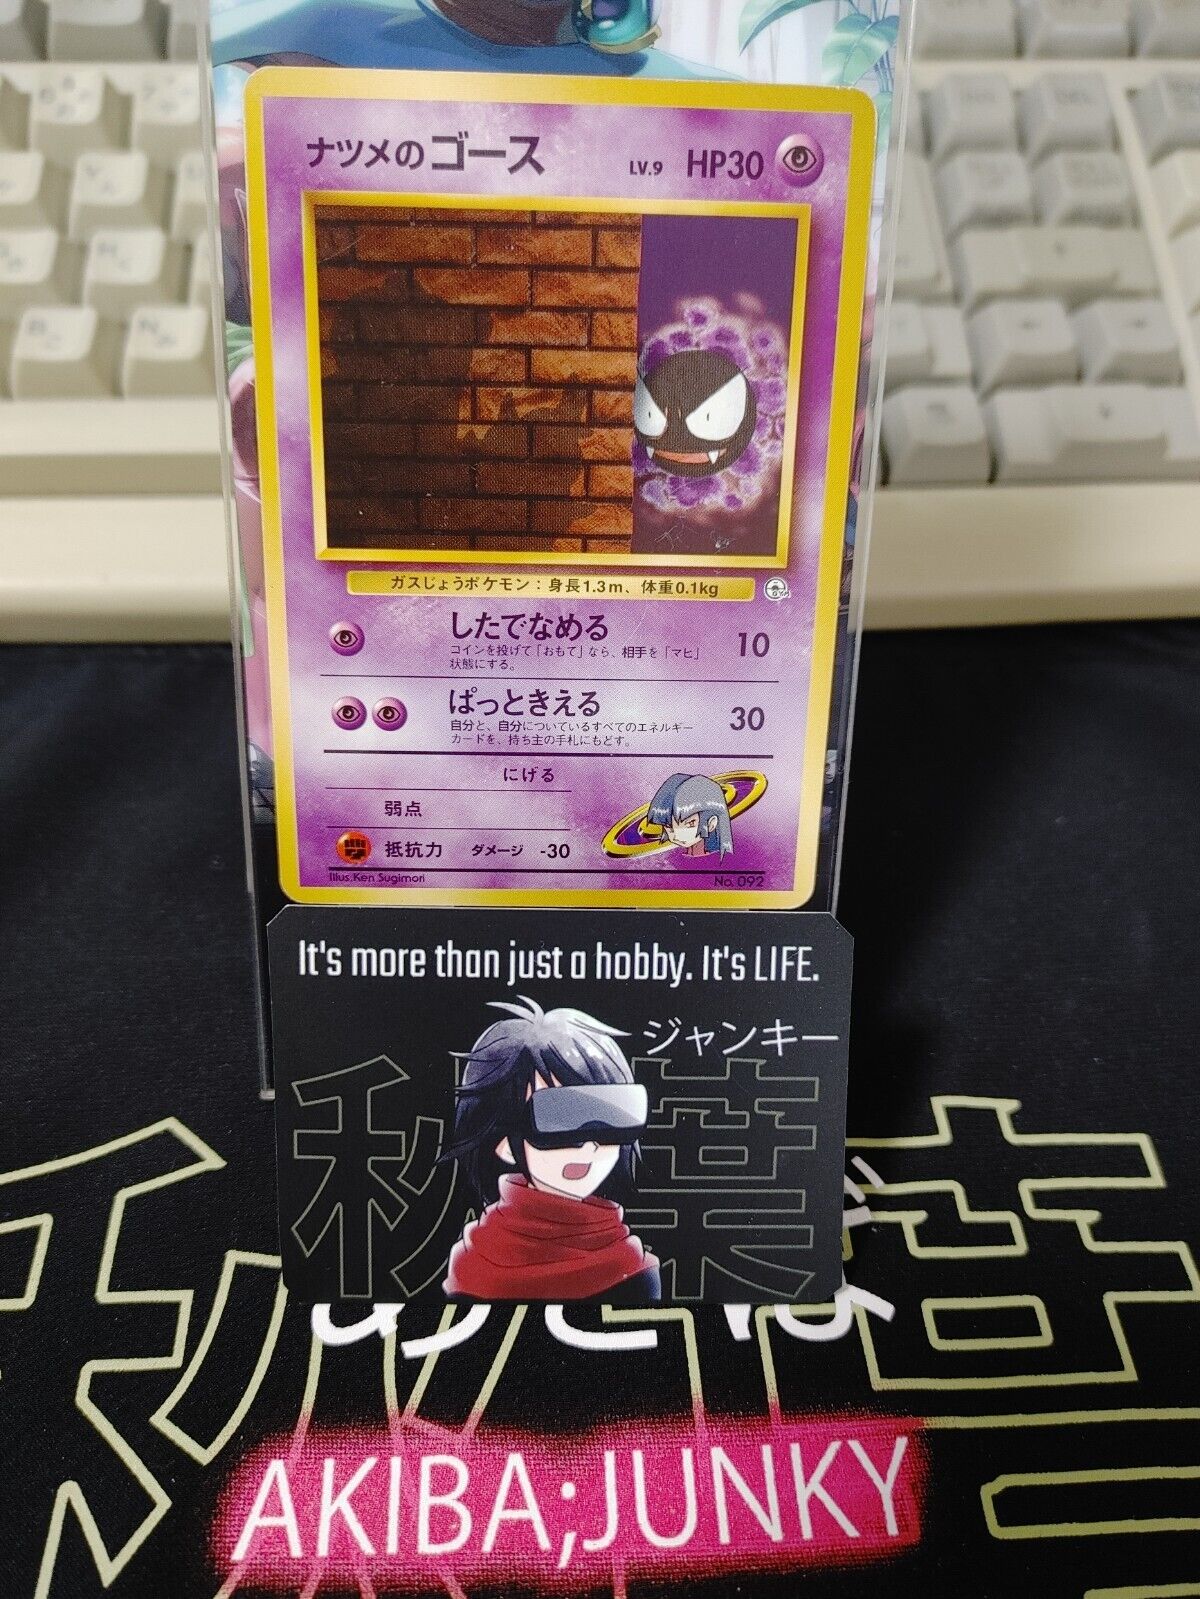 ナツメのゴース LV.9 HP30
ガスじょうポケモン：身長1.3m、体重0.1kg
GYM
したでなめる 10
コインを投げて「おもて」なら、相手を「マヒ」
状態にする。
ぱっときえる 30
自分と、自分についているすべてのエネルギー
カードを、持ち主の手札にもどす。
にげる
弱点
抵抗力 ダメージ -30
Illus.Ken Sugimori No. 092
It's more than just a hobby. It's LIFE.
ジャンキー
秋葉
AKIBA;JUNKY